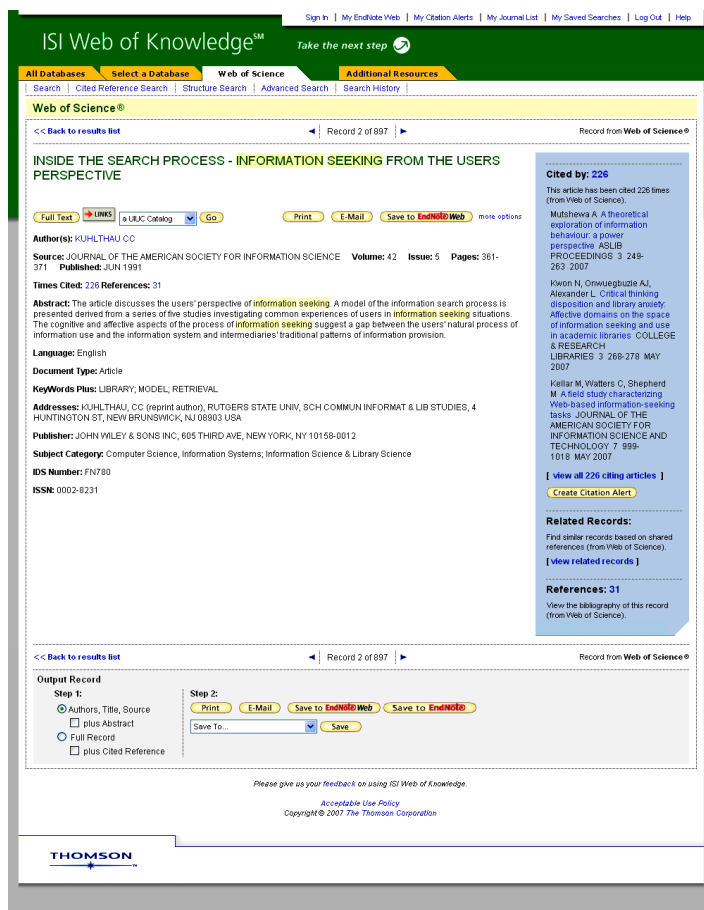 Sign In | My EndNote Web | My Citation Alerts | My Journal List | My Saved Searches | Log Out | Help
ISI Web of Knowledge℠ Take the next step
All Databases Select a Database Web of Science Additional Resources
Search Cited Reference Search Structure Search Advanced Search Search History
Web of Science®
<< Back to results list Record 2 of 897 Record from Web of Science®
INSIDE THE SEARCH PROCESS - INFORMATION SEEKING FROM THE USERS
PERSPECTIVE
Full Text LINKS a UIUC Catalog Go Print E-Mail Save to EndNote Web more options
Author(s): KUHLTHAU CC
Source: JOURNAL OF THE AMERICAN SOCIETY FOR INFORMATION SCIENCE Volume: 42 Issue: 5 Pages: 361-
371 Published: JUN 1991
Times Cited: 226 References: 31
Abstract: The article discusses the users' perspective of information seeking. A model of the information search process is
presented derived from a series of five studies investigating common experiences of users in information seeking situations.
The cognitive and affective aspects of the process of information seeking suggest a gap between the users' natural process of
information use and the information system and intermediaries' traditional patterns of information provision.
Language: English
Document Type: Article
KeyWords Plus: LIBRARY; MODEL; RETRIEVAL
Addresses: KUHLTHAU, CC (reprint author), RUTGERS STATE UNIV, SCH COMMUN INFORMAT & LIB STUDIES, 4
HUNTINGTON ST, NEW BRUNSWICK, NJ 08903 USA
Publisher: JOHN WILEY & SONS INC, 605 THIRD AVE, NEW YORK, NY 10158-0012
Subject Category: Computer Science, Information Systems; Information Science & Library Science
IDS Number: FN780
ISSN: 0002-8231
Cited by: 226
This article has been cited 226 times
(from Web of Science).
Mutshewa A A theoretical
exploration of information
behaviour: a power
perspective ASLIB
PROCEEDINGS 3 249-
263 2007
Kwon N, Onwuegbuzie AJ,
Alexander L Critical thinking
disposition and library anxiety:
Affective domains on the space
of information seeking and use
in academic libraries COLLEGE
& RESEARCH
LIBRARIES 3 268-278 MAY
2007
Kellar M, Watters C, Shepherd
M A field study characterizing
Web-based information-seeking
tasks JOURNAL OF THE
AMERICAN SOCIETY FOR
INFORMATION SCIENCE AND
TECHNOLOGY 7 999-
1018 MAY 2007
[ view all 226 citing articles ]
Create Citation Alert
Related Records:
Find similar records based on shared
references (from Web of Science).
[ view related records ]
References: 31
View the bibliography of this record
(from Web of Science).
<< Back to results list Record 2 of 897 Record from Web of Science®
Output Record
Step 1: Step 2:
Authors, Title, Source Print E-Mail Save to EndNote Web Save to EndNote
plus Abstract Save To... Save
Full Record
plus Cited Reference
Please give us your feedback on using ISI Web of Knowledge.
Acceptable Use Policy
Copyright © 2007 The Thomson Corporation
THOMSON
TM